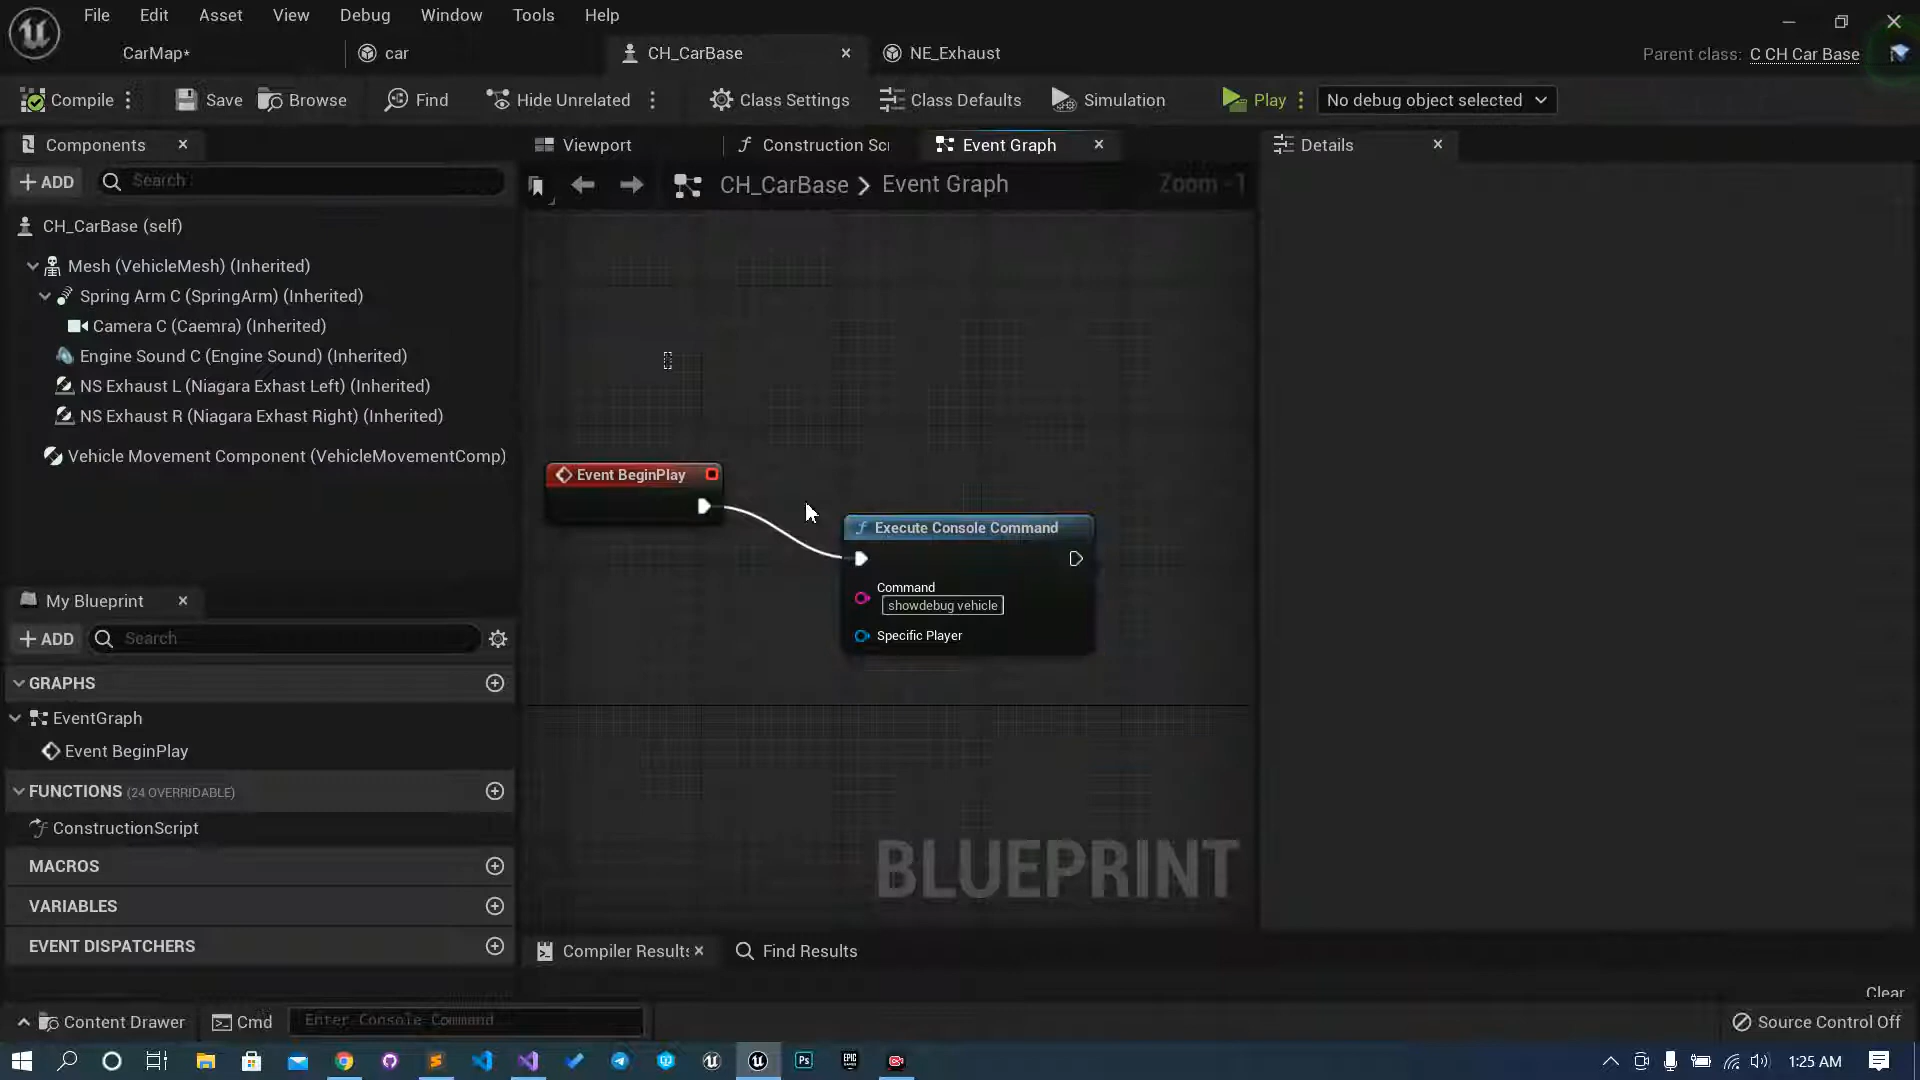 File Edit Asset View Debug Window Tools Help
CarMap* car CH_CarBase NE_Exhaust Parent class: C CH Car Base
Compile Save Browse Find Hide Unrelated Class Settings Class Defaults Simulation Play No debug object selected
Components Viewport Construction Scr Event Graph Details
ADD Search
CH_CarBase > Event Graph Zoom -1
CH_CarBase (self)
Mesh (VehicleMesh) (Inherited)
Spring Arm C (SpringArm) (Inherited)
Camera C (Caemra) (Inherited)
Engine Sound C (Engine Sound) (Inherited)
NS Exhaust L (Niagara Exhast Left) (Inherited)
NS Exhaust R (Niagara Exhast Right) (Inherited)
Vehicle Movement Component (VehicleMovementComp)
Event BeginPlay
Execute Console Command
Command
showdebug vehicle
Specific Player
My Blueprint
ADD Search
GRAPHS
EventGraph
Event BeginPlay
FUNCTIONS (24 OVERRIDABLE)
ConstructionScript
MACROS
VARIABLES
EVENT DISPATCHERS
BLUEPRINT
Compiler Results Find Results
Clear
Content Drawer Cmd Enter Console Command Source Control Off
Ps EPIC GAMES 1:25 AM